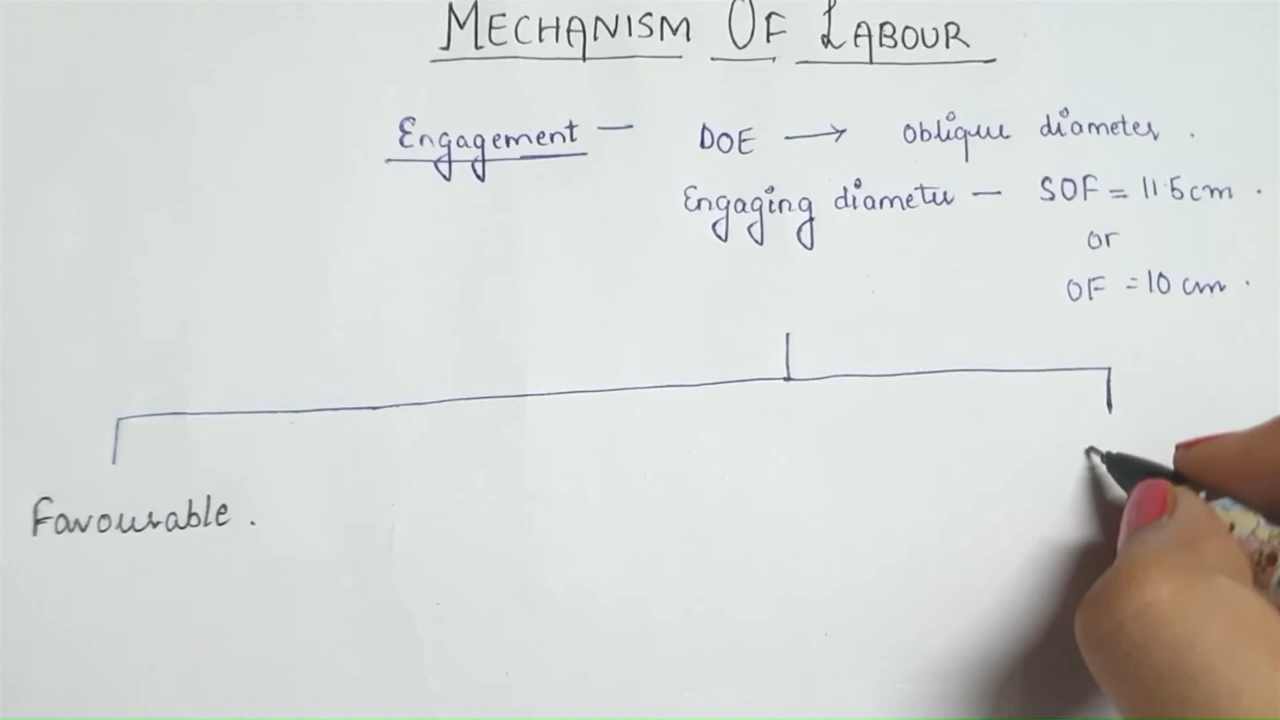 MECHANISM OF LABOUR
Engagement — DOE → Oblique diameter .
Engaging diameter — SOF = 11.5cm .
or
OF = 10 cm .
Favourable .